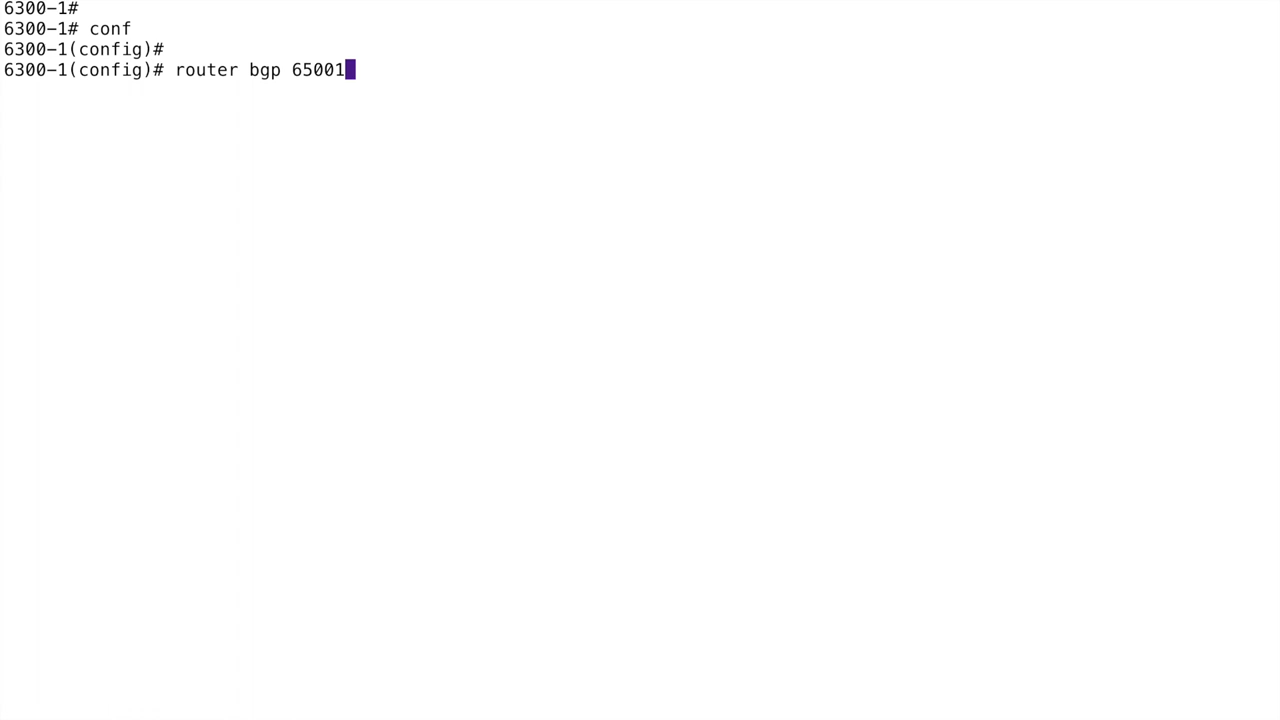 6300-1#
6300-1# conf
6300-1(config)#
6300-1(config)# router bgp 65001